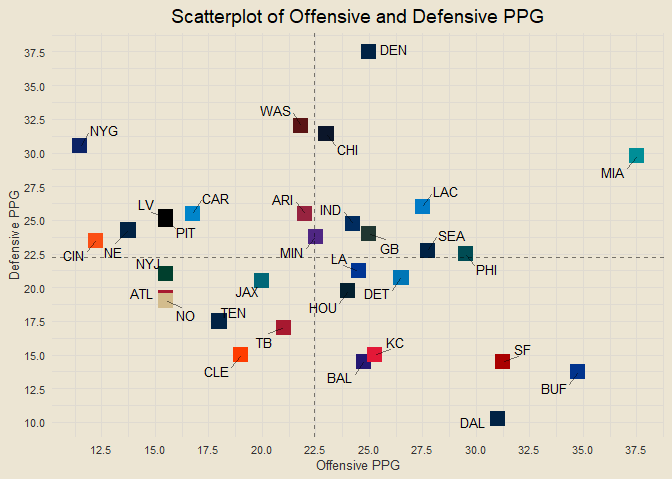 Scatterplot of Offensive and Defensive PPG
37.5
35.0
32.5
30.0
27.5
25.0
22.5
20.0
17.5
15.0
12.5
10.0
Defensive PPG
DEN
WAS
CHI
NYG
MIA
LAC
CAR
LV
PIT
ARI
IND
GB
CIN
NE
MIN
SEA
PHI
NYJ
LA
DET
ATL
JAX
HOU
NO
TEN
TB
CLE
KC
BAL
SF
BUF
DAL
12.5
15.0
17.5
20.0
22.5
25.0
27.5
30.0
32.5
35.0
37.5
Offensive PPG